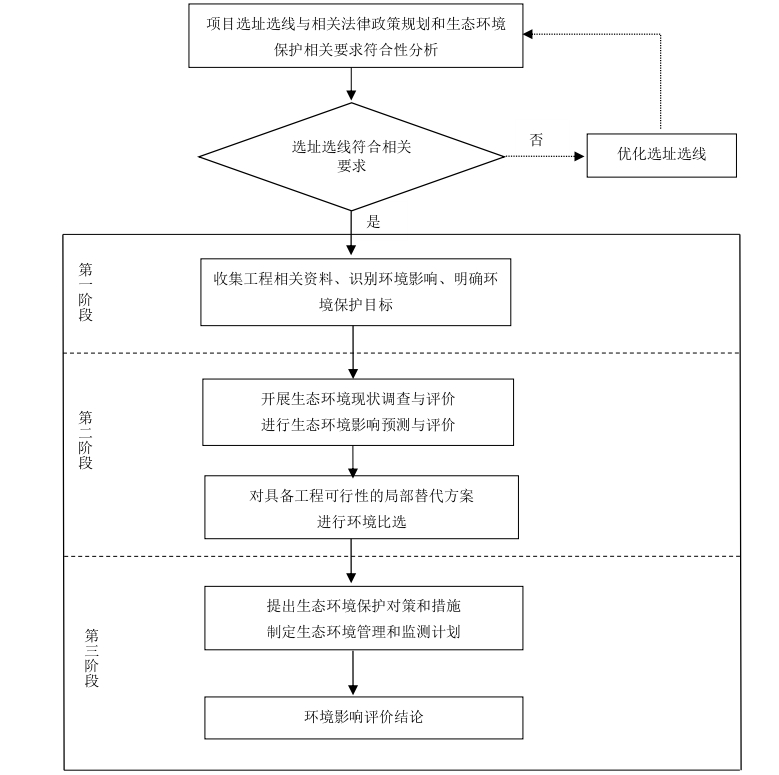 项目选址选线与相关法律政策规划和生态环境
保护相关要求符合性分析
选址选线符合相关
要求
否
优化选址选线
是
第一阶段
收集工程相关资料、识别环境影响、明确环
境保护目标
第二阶段
开展生态环境现状调查与评价
进行生态环境影响预测与评价
对具备工程可行性的局部替代方案
进行环境比选
第三阶段
提出生态环境保护对策和措施
制定生态环境管理和监测计划
环境影响评价结论